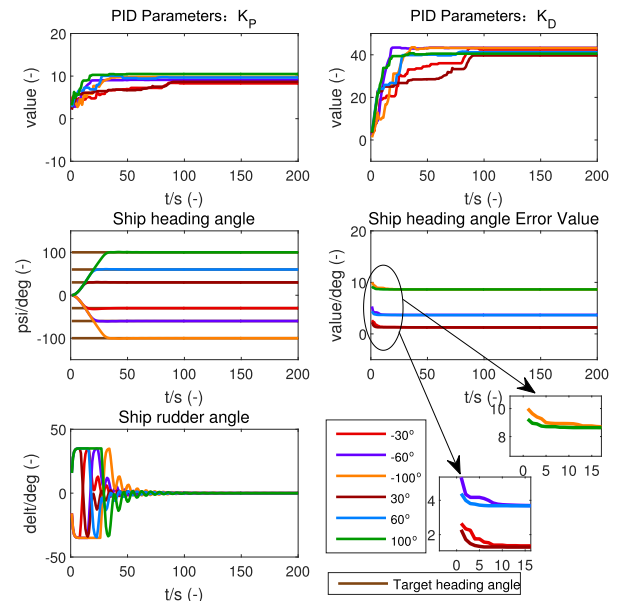 PID Parameters: K_P
value (-)
20
10
0
-10
0 50 100 150 200
t/s (-)
PID Parameters: K_D
value (-)
40
20
0
0 50 100 150 200
t/s (-)
Ship heading angle
psi/deg (-)
100
0
-100
0 50 100 150 200
t/s (-)
Ship heading angle Error Value
value/deg (-)
20
10
0
0 50 100 150 200
t/s (-)
Ship rudder angle
delt/deg (-)
50
0
-50
0 50 100 150 200
t/s (-)
-30°
-60°
-100°
30°
60°
100°
Target heading angle
10
8
0 5 10 15
4
2
0 5 10 15